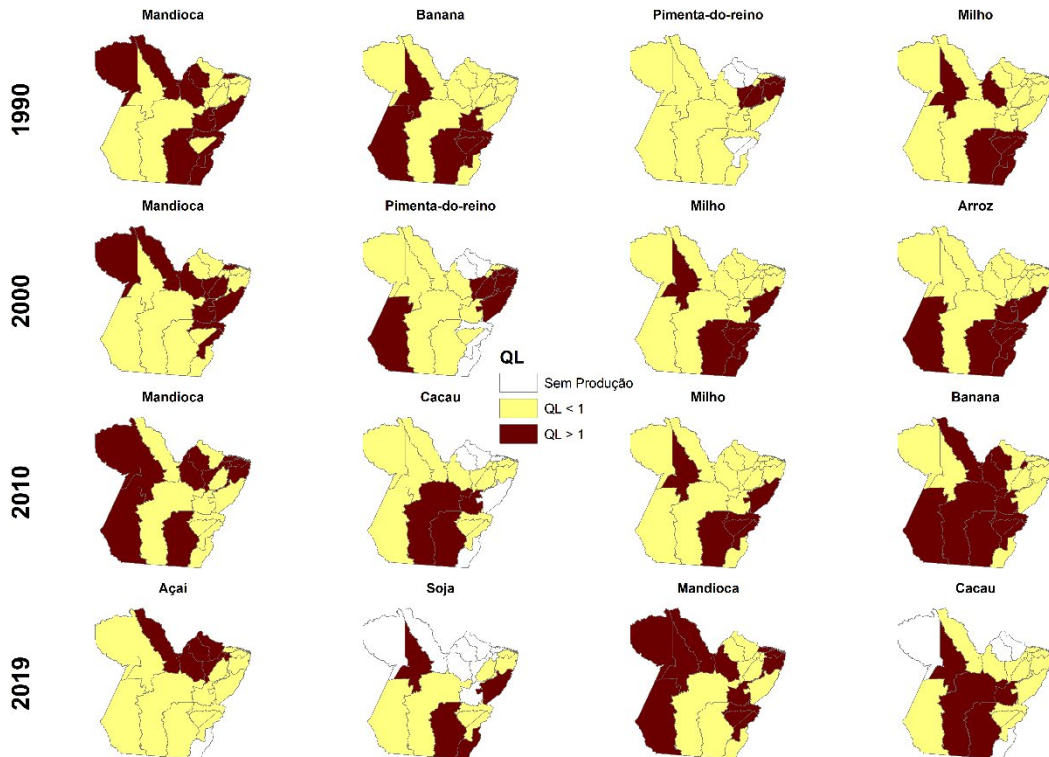 Mandioca Banana Pimenta-do-reino Milho
1990
Mandioca Pimenta-do-reino Milho Arroz
2000
QL
Sem Produção
QL < 1
QL > 1
Mandioca Cacau Milho Banana
2010
Açai Soja Mandioca Cacau
2019